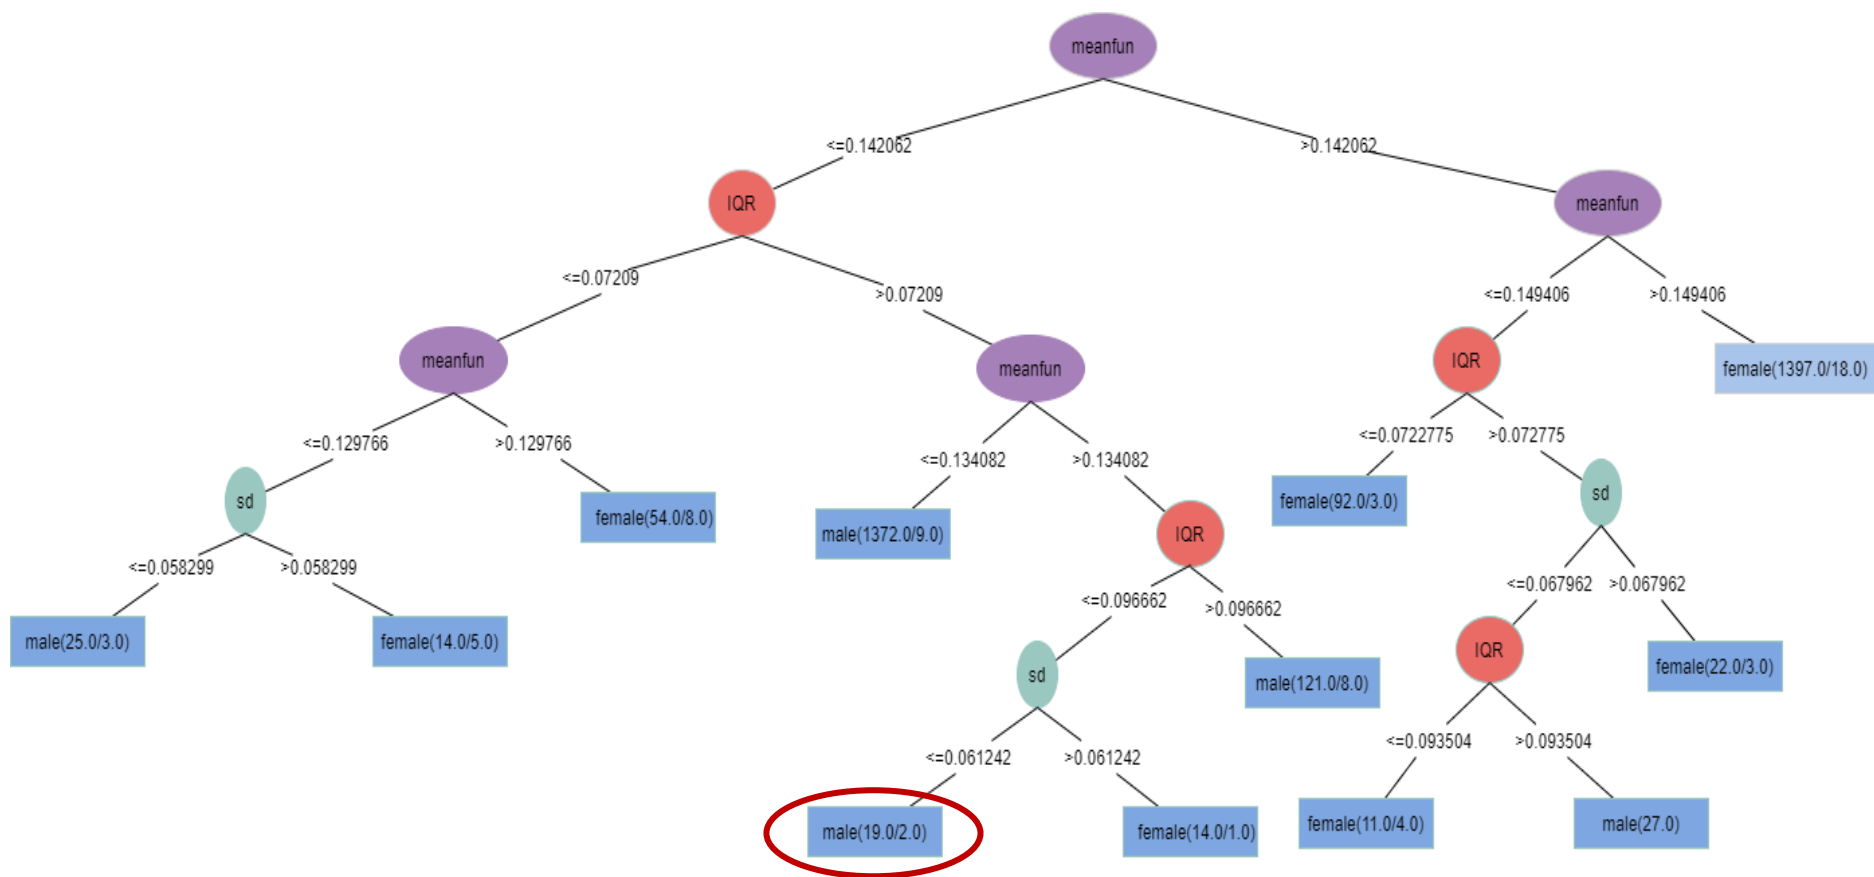 meanfun
<=0.142062
>0.142062
IQR
meanfun
<=0.07209
>0.07209
<=0.149406
>0.149406
meanfun
meanfun
IQR
female(1397.0/18.0)
<=0.129766
>0.129766
<=0.134082
>0.134082
<=0.0722775
>0.072775
sd
female(54.0/8.0)
male(1372.0/9.0)
IQR
female(92.0/3.0)
sd
<=0.058299
>0.058299
<=0.096662
>0.096662
<=0.067962
>0.067962
male(25.0/3.0)
female(14.0/5.0)
sd
male(121.0/8.0)
IQR
female(22.0/3.0)
<=0.061242
>0.061242
<=0.093504
>0.093504
male(19.0/2.0)
female(14.0/1.0)
female(11.0/4.0)
male(27.0)